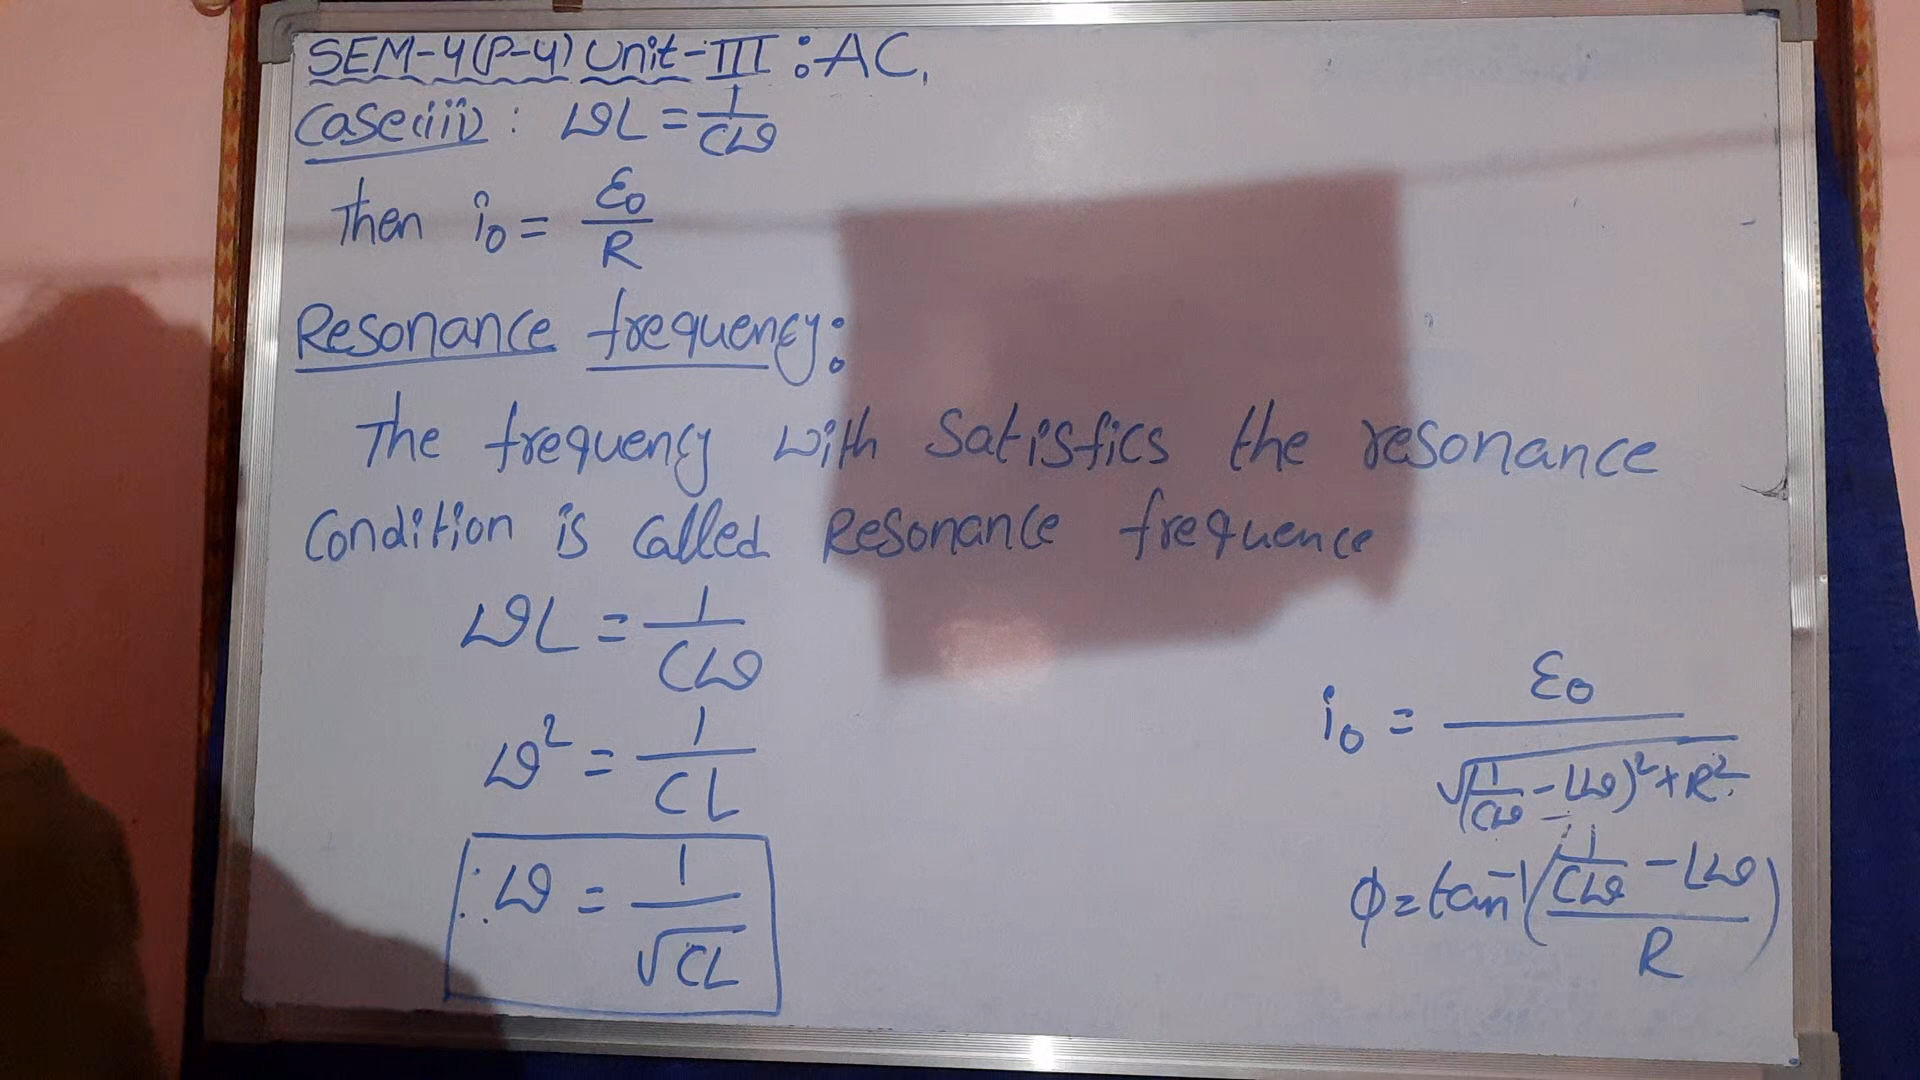 SEM-4(P-4) Unit-III : AC,
Case(iii) : ωL = 1/Cω
Then i₀ = ε₀/R
Resonance frequency:
The frequency with Satisfics the resonance
Condition is Called Resonance frequence
ωL = 1/Cω
ω² = 1/CL
∴ ω = 1/√CL
i₀ = ε₀/√((1/Cω - Lω)² + R²)
φ = tan⁻¹((1/Cω - Lω)/R)